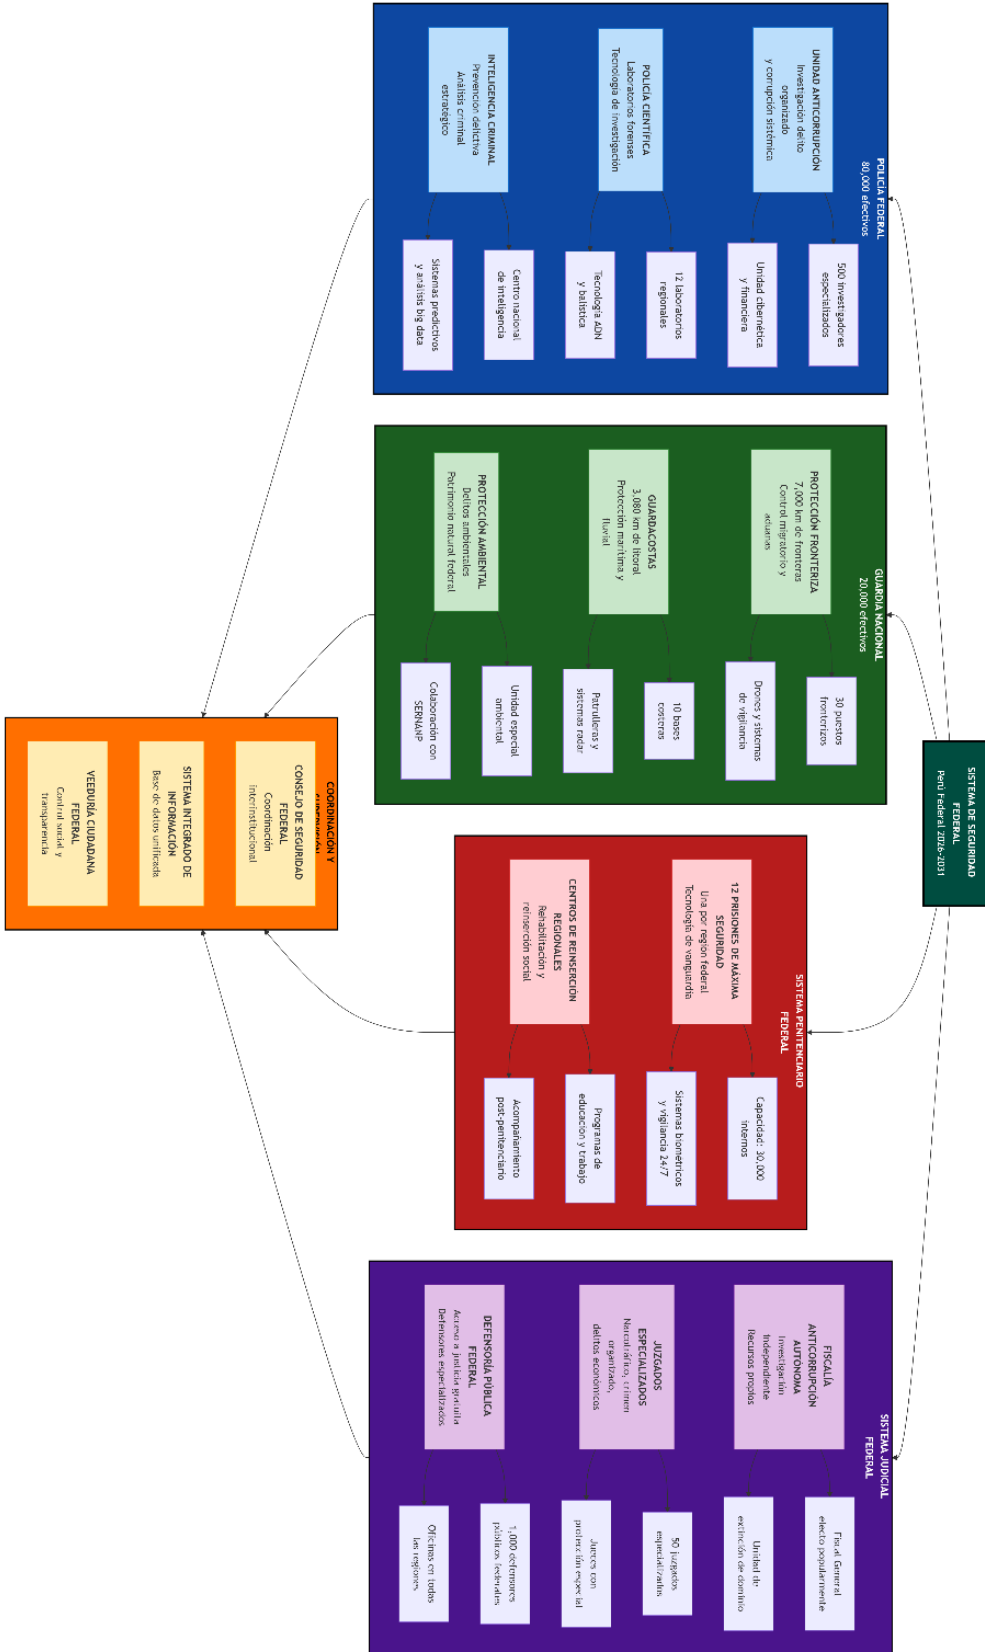 SISTEMA DE SEGURIDAD
FEDERAL
Perú Federal 2026-2031
POLICÍA FEDERAL
80,000 efectivos
UNIDAD ANTICORRUPCIÓN
Investigación delito
organizado
y corrupción sistémica
500 investigadores
especializados
Unidad cibernética
y financiera
POLICÍA CIENTÍFICA
Laboratorios forenses
Tecnología de investigación
12 laboratorios
regionales
Tecnología ADN
y balística
INTELIGENCIA CRIMINAL
Prevención delictiva
Análisis criminal
estratégico
Centro nacional
de inteligencia
Sistemas predictivos
y análisis big data
GUARDIA NACIONAL
20,000 efectivos
PROTECCIÓN FRONTERIZA
7,000 km de fronteras
Control migratorio y
aduanas
30 puestos
fronterizos
Drones y sistemas
de vigilancia
GUARDACOSTAS
3,080 km de litoral
Protección marítima y
fluvial
10 bases
costeras
Patrulleras y
sistemas radar
PROTECCIÓN AMBIENTAL
Delitos ambientales
Patrimonio natural federal
Unidad especial
ambiental
Colaboración con
SERNANP
SISTEMA PENITENCIARIO
FEDERAL
12 PRISIONES DE MÁXIMA
SEGURIDAD
Una por región federal
Tecnología de vanguardia
Capacidad: 30,000
internos
Sistemas biométricos
y vigilancia 24/7
CENTROS DE REINSERCIÓN
REGIONALES
Rehabilitación y
reinserción social
Programas de
educación y trabajo
Acompañamiento
post-penitenciario
SISTEMA JUDICIAL
FEDERAL
FISCALÍA
ANTICORRUPCIÓN
AUTÓNOMA
Investigación
independiente
Recursos propios
Fiscal General
electo popularmente
Unidad de
extinción de dominio
JUZGADOS
ESPECIALIZADOS
Narcotráfico, crimen
organizado,
delitos económicos
50 juzgados
especializados
Jueces con
protección especial
DEFENSORÍA PÚBLICA
FEDERAL
Acceso a justicia gratuita
Defensores especializados
1,000 defensores
públicos federales
Oficinas en todas
las regiones
COORDINACIÓN Y
SUPERVISIÓN
CONSEJO DE SEGURIDAD
FEDERAL
Coordinación
interinstitucional
SISTEMA INTEGRADO DE
INFORMACIÓN
Base de datos unificada
VEEDURÍA CIUDADANA
FEDERAL
Control social y
transparencia